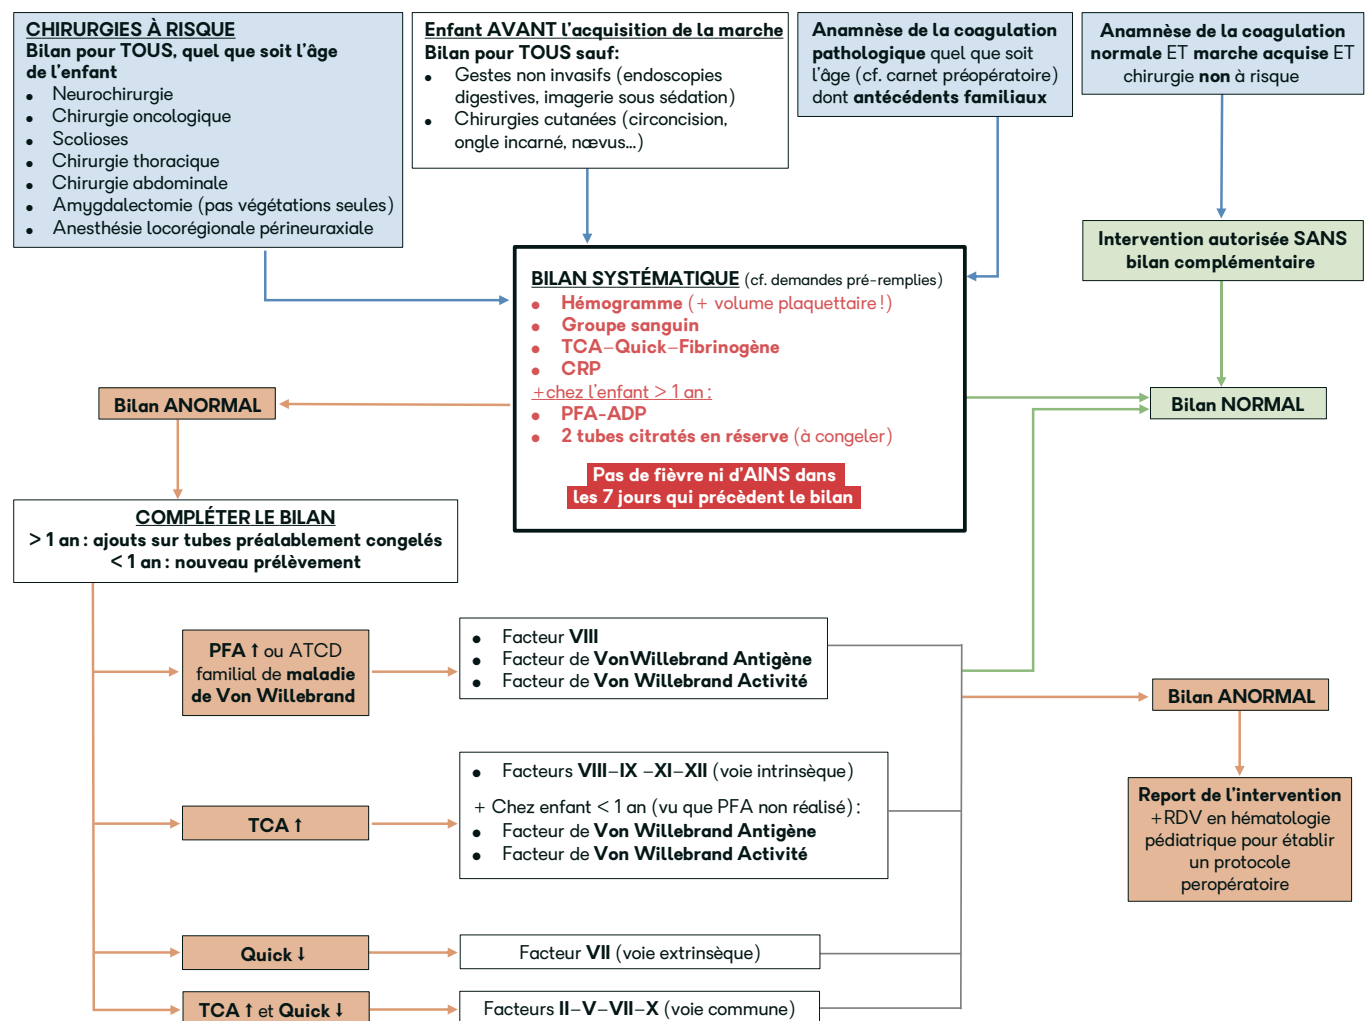 CHIRURGIES À RISQUE
Bilan pour TOUS, quel que soit l'âge
de l'enfant
• Neurochirurgie
• Chirurgie oncologique
• Scolioses
• Chirurgie thoracique
• Chirurgie abdominale
• Amygdalectomie (pas végétations seules)
• Anesthésie locorégionale périneuraxiale
Enfant AVANT l'acquisition de la marche
Bilan pour TOUS sauf:
• Gestes non invasifs (endoscopies
digestives, imagerie sous sédation)
• Chirurgies cutanées (circoncision,
ongle incarné, nævus...)
Anamnèse de la coagulation
pathologique quel que soit
l'âge (cf. carnet préopératoire)
dont antécédents familiaux
Anamnèse de la coagulation
normale ET marche acquise ET
chirurgie non à risque
Intervention autorisée SANS
bilan complémentaire
BILAN SYSTÉMATIQUE (cf. demandes pré-remplies)
• Hémogramme (+ volume plaquettaire !)
• Groupe sanguin
• TCA–Quick–Fibrinogène
• CRP
+chez l'enfant > 1 an :
• PFA-ADP
• 2 tubes citratés en réserve (à congeler)
Pas de fièvre ni d'AINS dans
les 7 jours qui précèdent le bilan
Bilan ANORMAL
Bilan NORMAL
COMPLÉTER LE BILAN
> 1 an : ajouts sur tubes préalablement congelés
< 1 an : nouveau prélèvement
PFA ↑ ou ATCD
familial de maladie
de Von Willebrand
• Facteur VIII
• Facteur de VonWillebrand Antigène
• Facteur de Von Willebrand Activité
Bilan ANORMAL
TCA ↑
• Facteurs VIII–IX –XI–XII (voie intrinsèque)
+ Chez enfant < 1 an (vu que PFA non réalisé) :
• Facteur de Von Willebrand Antigène
• Facteur de Von Willebrand Activité
Report de l'intervention
+RDV en hématologie
pédiatrique pour établir
un protocole
peropératoire
Quick ↓
Facteur VII (voie extrinsèque)
TCA ↑ et Quick ↓
Facteurs II–V–VII–X (voie commune)